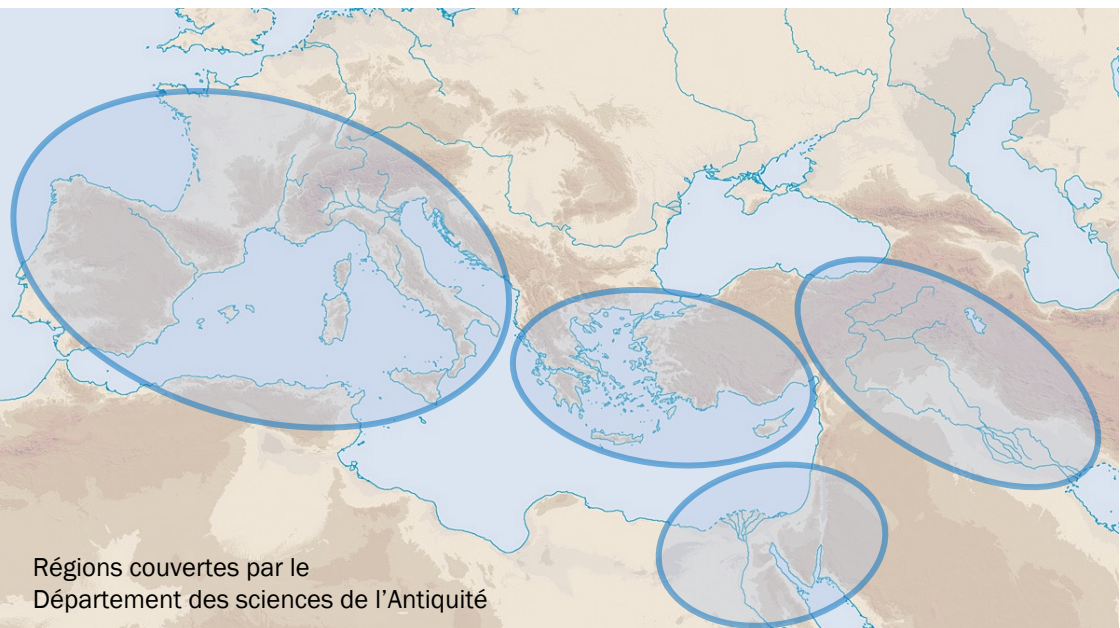 Régions couvertes par le
Département des sciences de l’Antiquité